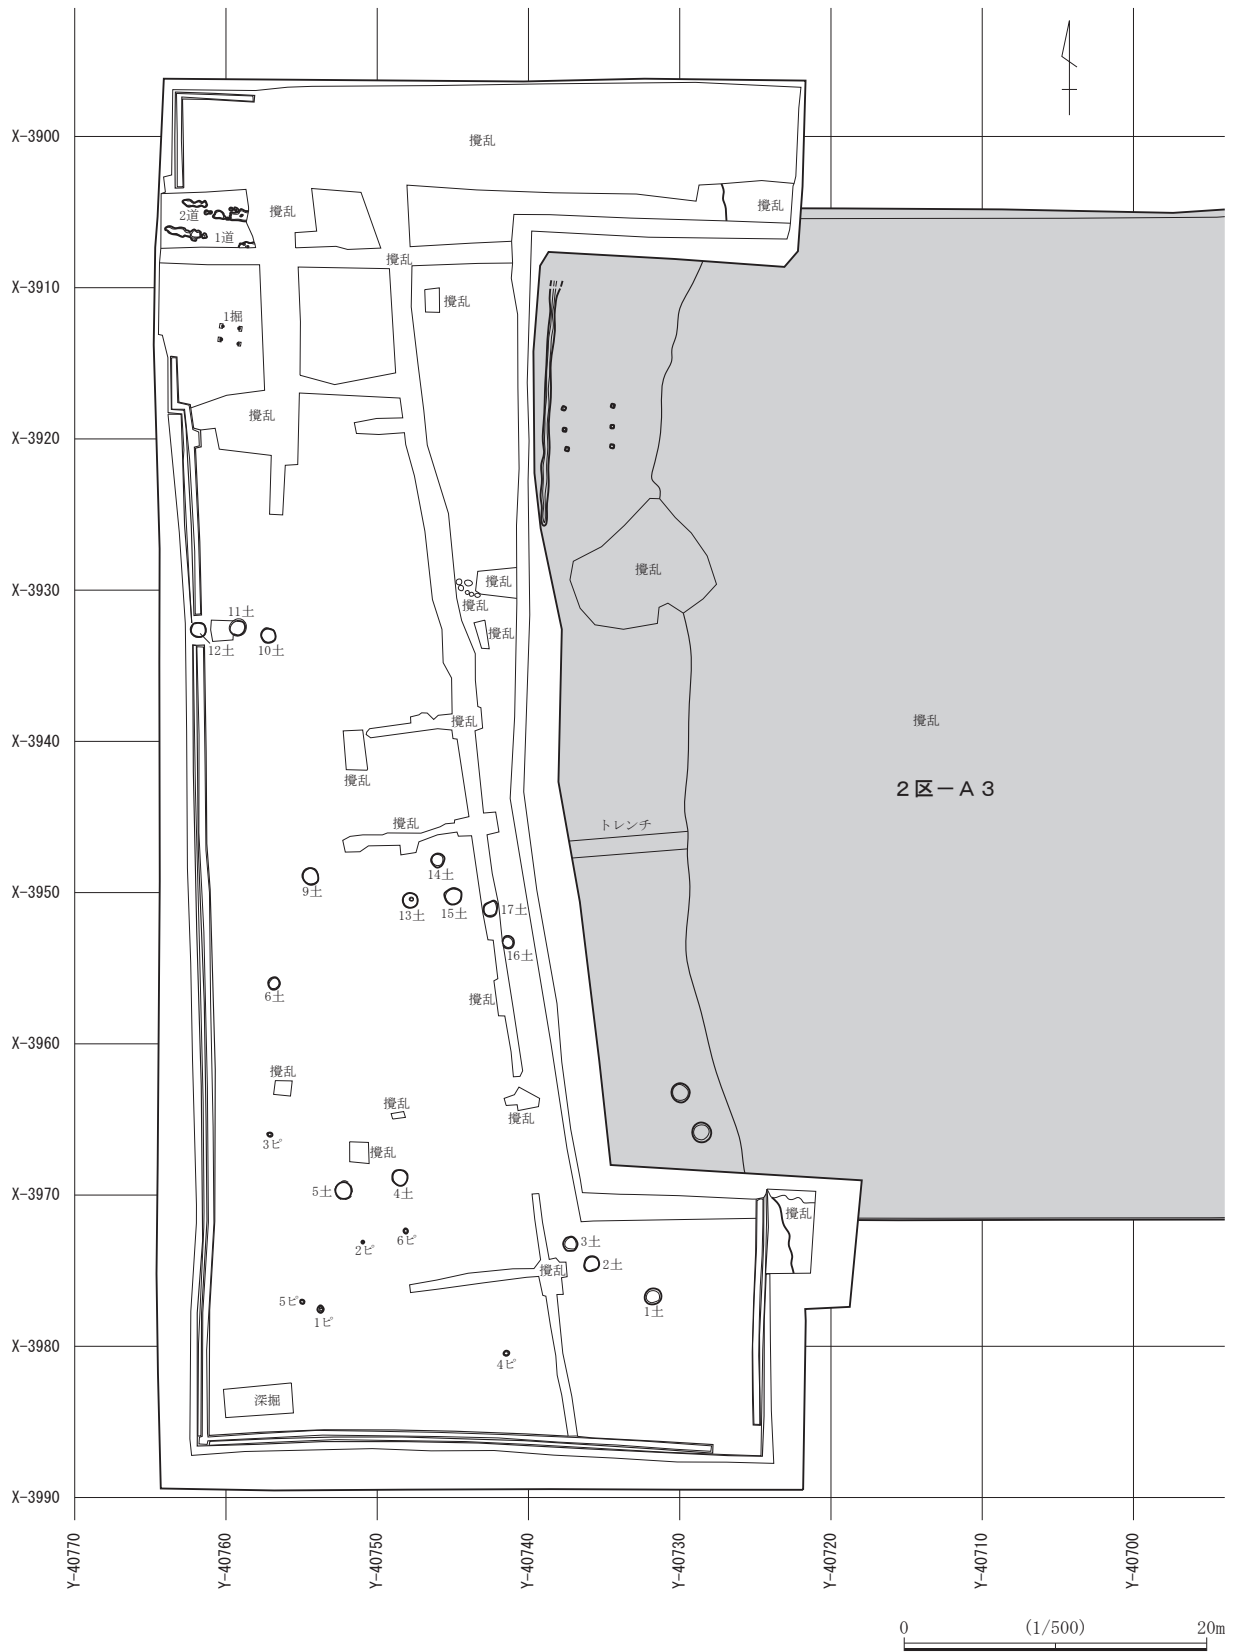 X-3900
攪乱
攪乱
攪乱
2道
1道
攪乱
X-3910
攪乱
1掘
攪乱
X-3920
攪乱
攪乱
X-3930
攪乱
11土
攪乱
12土
10土
攪乱
攪乱
X-3940
攪乱
2区－A3
攪乱
トレンチ
14土
X-3950
9土
13土
15土
17土
16土
6土
攪乱
X-3960
攪乱
攪乱
攪乱
3ピ
攪乱
X-3970
5土
4土
攪乱
6ピ
2ピ
3土
2土
攪乱
5ピ
1ピ
1土
X-3980
4ピ
深掘
X-3990
Y-40770
Y-40760
Y-40750
Y-40740
Y-40730
Y-40720
Y-40710
Y-40700
0 (1/500) 20m